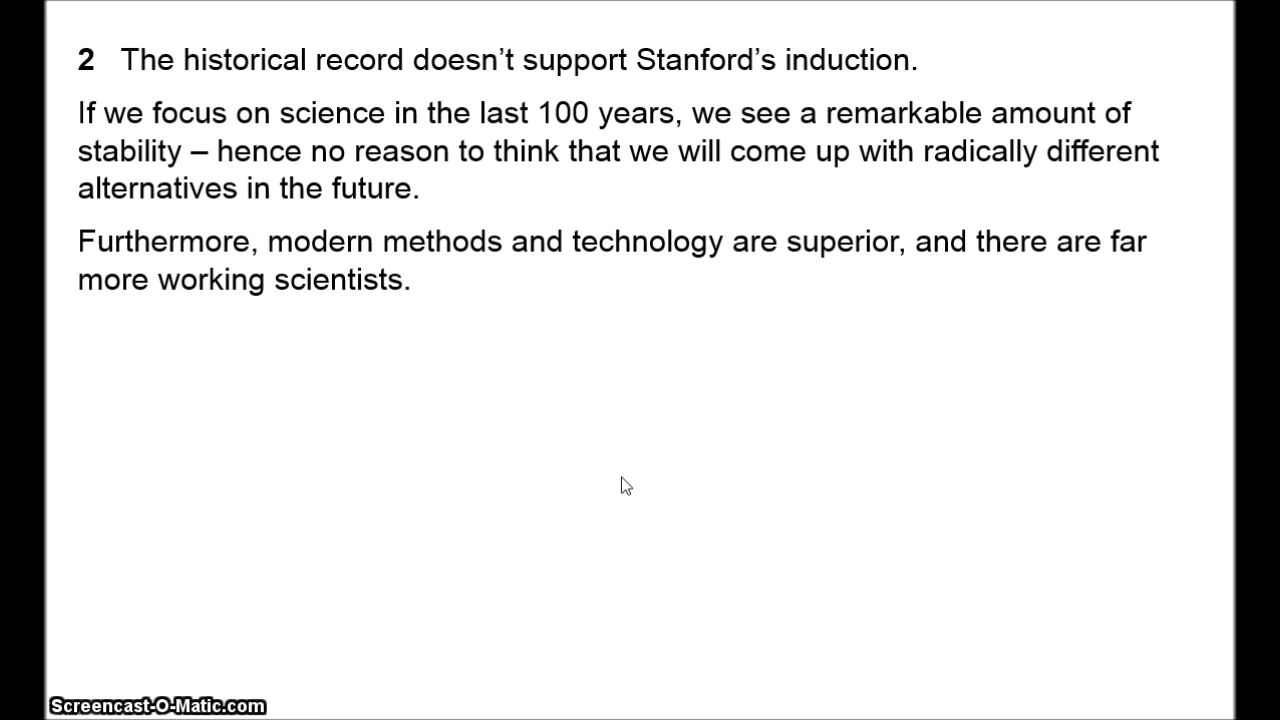 2 The historical record doesn’t support Stanford’s induction.
If we focus on science in the last 100 years, we see a remarkable amount of
stability – hence no reason to think that we will come up with radically different
alternatives in the future.
Furthermore, modern methods and technology are superior, and there are far
more working scientists.
Screencast-O-Matic.com